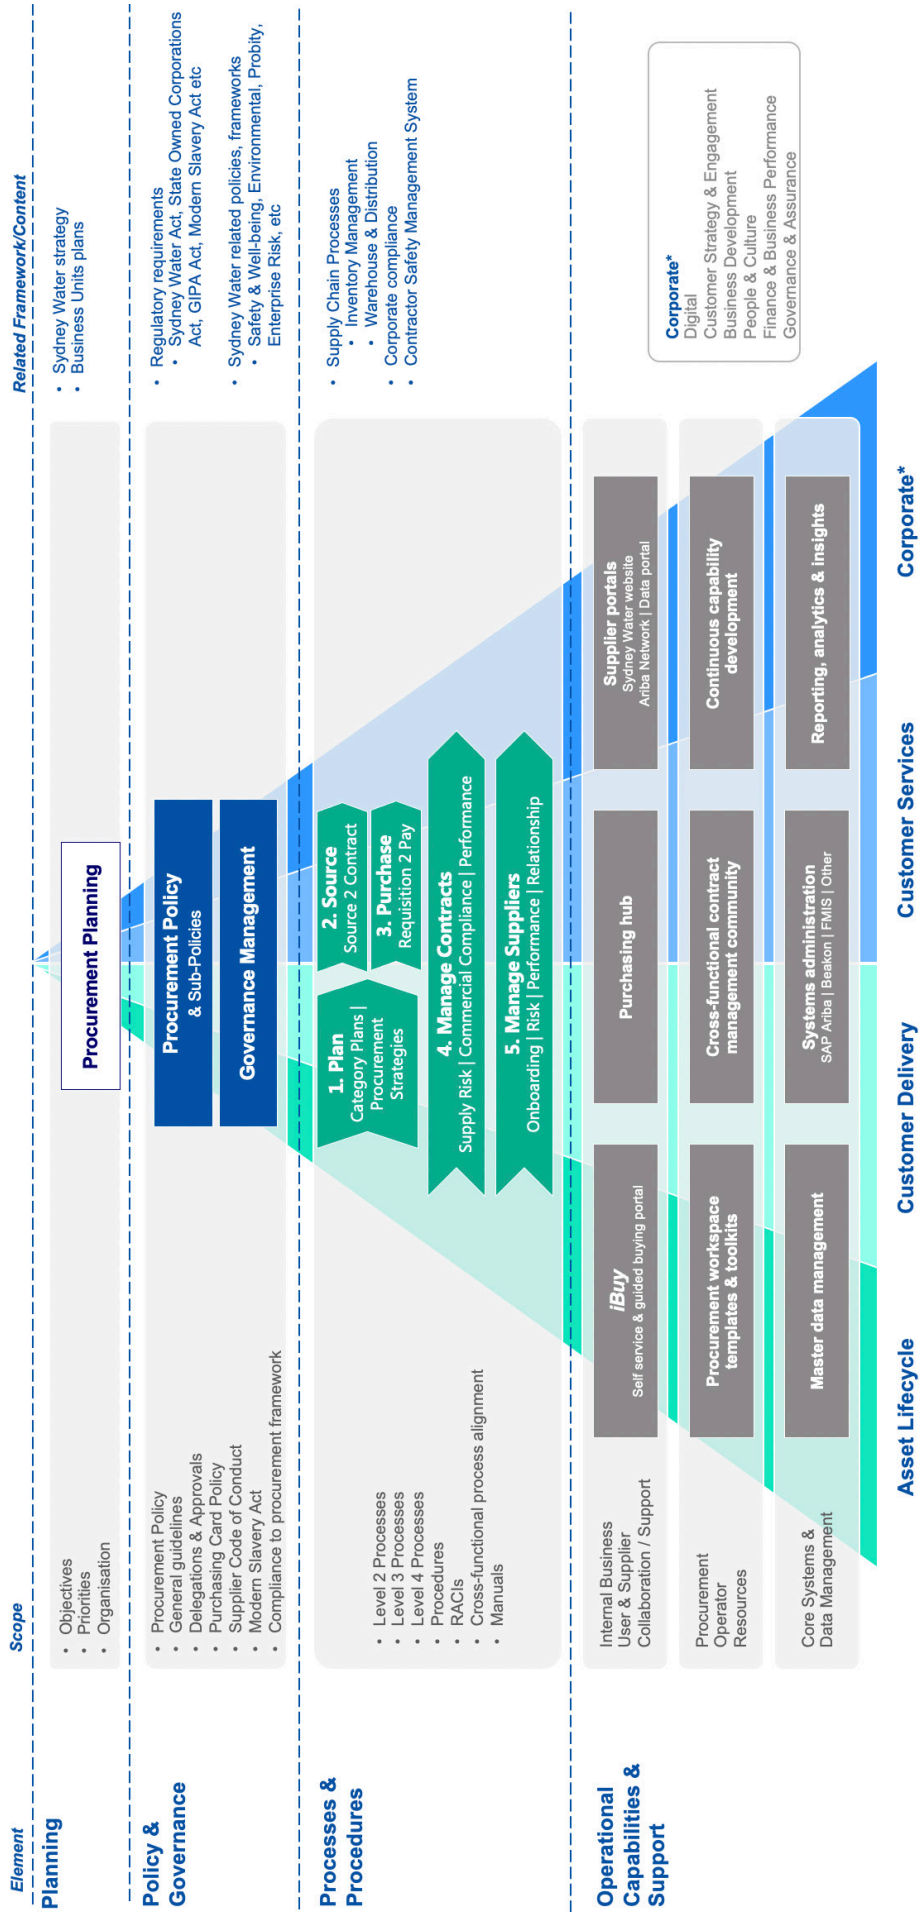 Element
Scope
Related Framework/Content
Planning
• Objectives
• Priorities
• Organisation
Procurement Planning
• Sydney Water strategy
• Business Units plans
Policy &
Governance
• Procurement Policy
• General guidelines
• Delegations & Approvals
• Purchasing Card Policy
• Supplier Code of Conduct
• Modern Slavery Act
• Compliance to procurement framework
Procurement Policy
& Sub-Policies
Governance Management
• Regulatory requirements
• Sydney Water Act, State Owned Corporations
Act, GIPA Act, Modern Slavery Act etc
• Sydney Water related policies, frameworks
• Safety & Well-being, Environmental, Probity,
Enterprise Risk, etc
Processes &
Procedures
• Level 2 Processes
• Level 3 Processes
• Level 4 Processes
• Procedures
• RACIs
• Cross-functional process alignment
• Manuals
1. Plan
Category Plans |
Procurement
Strategies
2. Source
Source 2 Contract
3. Purchase
Requisition 2 Pay
4. Manage Contracts
Supply Risk | Commercial Compliance | Performance
5. Manage Suppliers
Onboarding | Risk | Performance | Relationship
• Supply Chain Processes
• Inventory Management
• Warehouse & Distribution
• Corporate compliance
• Contractor Safety Management System
Operational
Capabilities &
Support
Internal Business
User & Supplier
Collaboration / Support
iBuy
Self service & guided buying portal
Purchasing hub
Supplier portals
Sydney Water website
Ariba Network | Data portal
Procurement
Operator
Resources
Procurement workspace
templates & toolkits
Cross-functional contract
management community
Continuous capability
development
Core Systems &
Data Management
Master data management
Systems administration
SAP Ariba | Beakon | FMIS | Other
Reporting, analytics & insights
Corporate*
Digital
Customer Strategy & Engagement
Business Development
People & Culture
Finance & Business Performance
Governance & Assurance
Asset Lifecycle
Customer Delivery
Customer Services
Corporate*